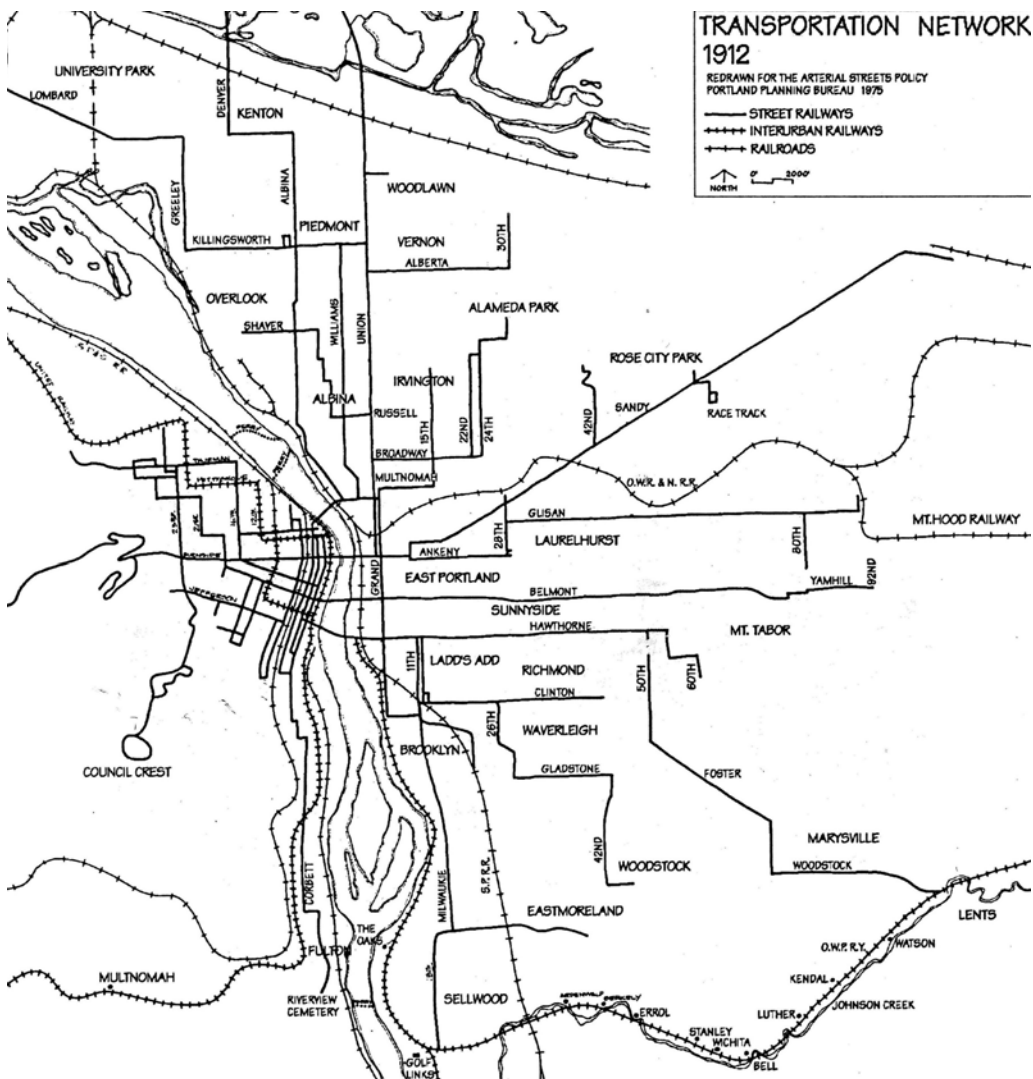 TRANSPORTATION NETWORK
1912
REDRAWN FOR THE ARTERIAL STREETS POLICY
PORTLAND PLANNING BUREAU 1975
STREET RAILWAYS
INTERURBAN RAILWAYS
RAILROADS
NORTH
0'
2000'
UNIVERSITY PARK
LOMBARD
DENVER
KENTON
GREELEY
ALBINA
WOODLAWN
PIEDMONT
KILLINGSWORTH
VERNON
30TH
ALBERTA
OVERLOOK
WILLIAMS
UNION
ALAMEDA PARK
SHAVER
ROSE CITY PARK
IRVINGTON
ALBINA
RUSSELL
15TH
22ND
24TH
42ND
SANDY
RACE TRACK
BROADWAY
MULTNOMAH
O.W.R. & N. R.R.
GLISAN
MT.HOOD RAILWAY
28TH
LAURELHURST
80TH
ANKENY
GRAND
EAST PORTLAND
YAMHILL
92ND
BELMONT
JEFFERSON
SUNNYSIDE
HAWTHORNE
MT. TABOR
11TH
LADD'S ADD
RICHMOND
50TH
60TH
CLINTON
26TH
WAVERLEIGH
BROOKLYN
COUNCIL CREST
GLADSTONE
FOSTER
MARYSVILLE
42ND
WOODSTOCK
WOODSTOCK
CORBETT
MILWAUKIE
S.P.R.R.
EASTMORELAND
LENTS
THE
OAKS
FULTON
O.W.P. R.Y.
WATSON
MULTNOMAH
KENDAL
RIVERVIEW
CEMETERY
SELLWOOD
JOHNSON CREEK
LUTHER
ERROL
STANLEY
WICHITA
BELL
GOLF
LINKS